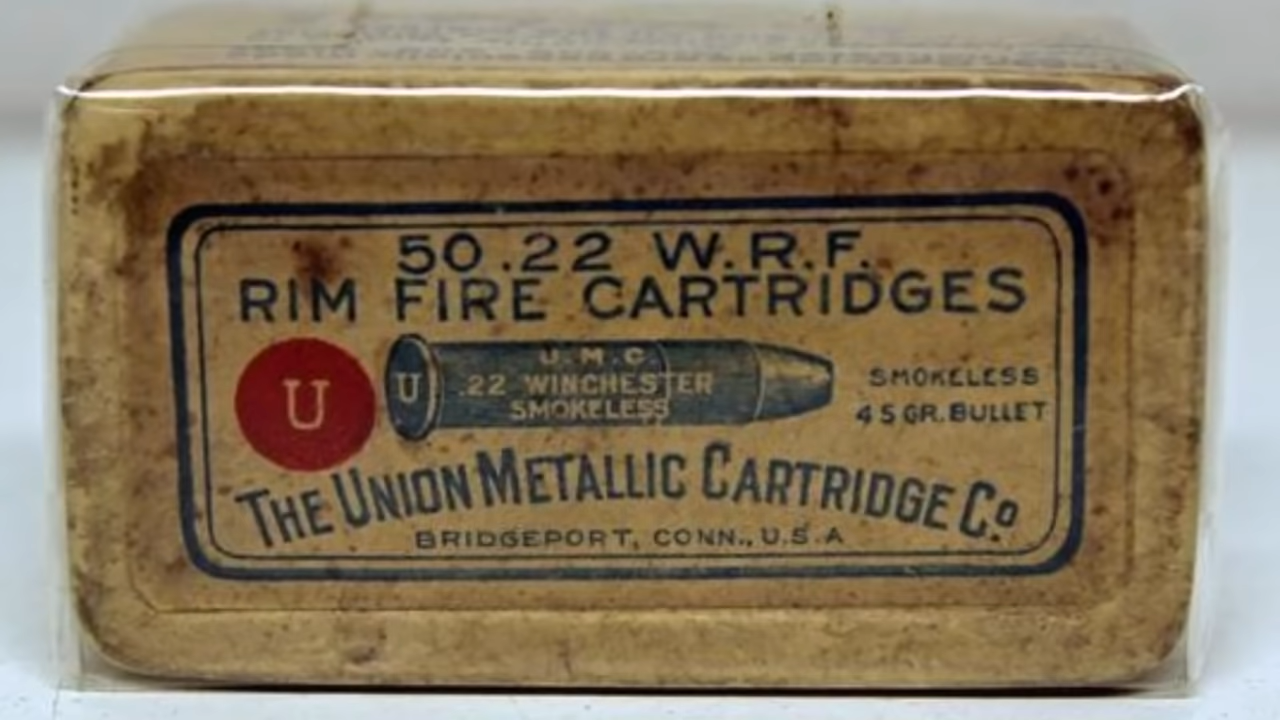 50 .22 W.R.F.
RIM FIRE CARTRIDGES
U
U
U.M.C.
.22 WINCHESTER
SMOKELESS
SMOKELESS
45 GR. BULLET
THE UNION METALLIC CARTRIDGE Co.
BRIDGEPORT, CONN., U.S.A